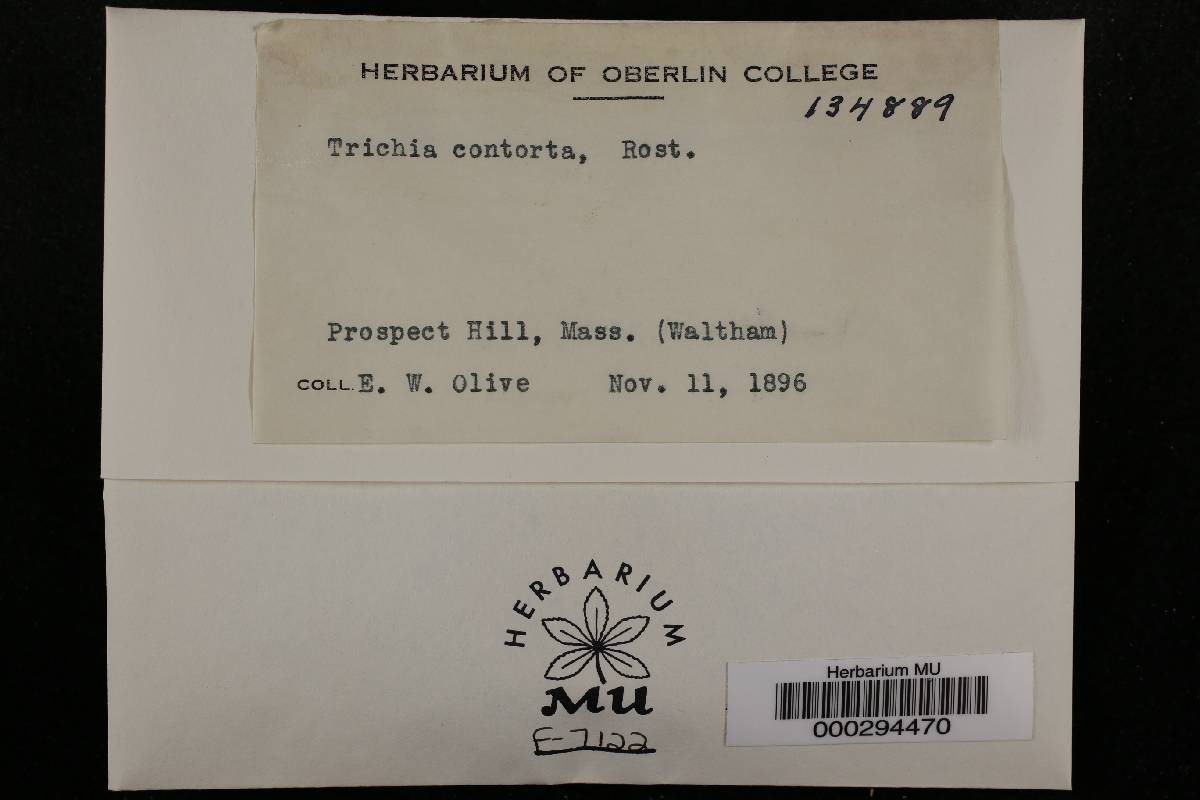 HERBARIUM OF OBERLIN COLLEGE
134889
Trichia contorta, Rost.
Prospect Hill, Mass. (Waltham)
COLL. E. W. Olive Nov. 11, 1896
HERBARIUM
MU
F-7122
Herbarium MU
000294470